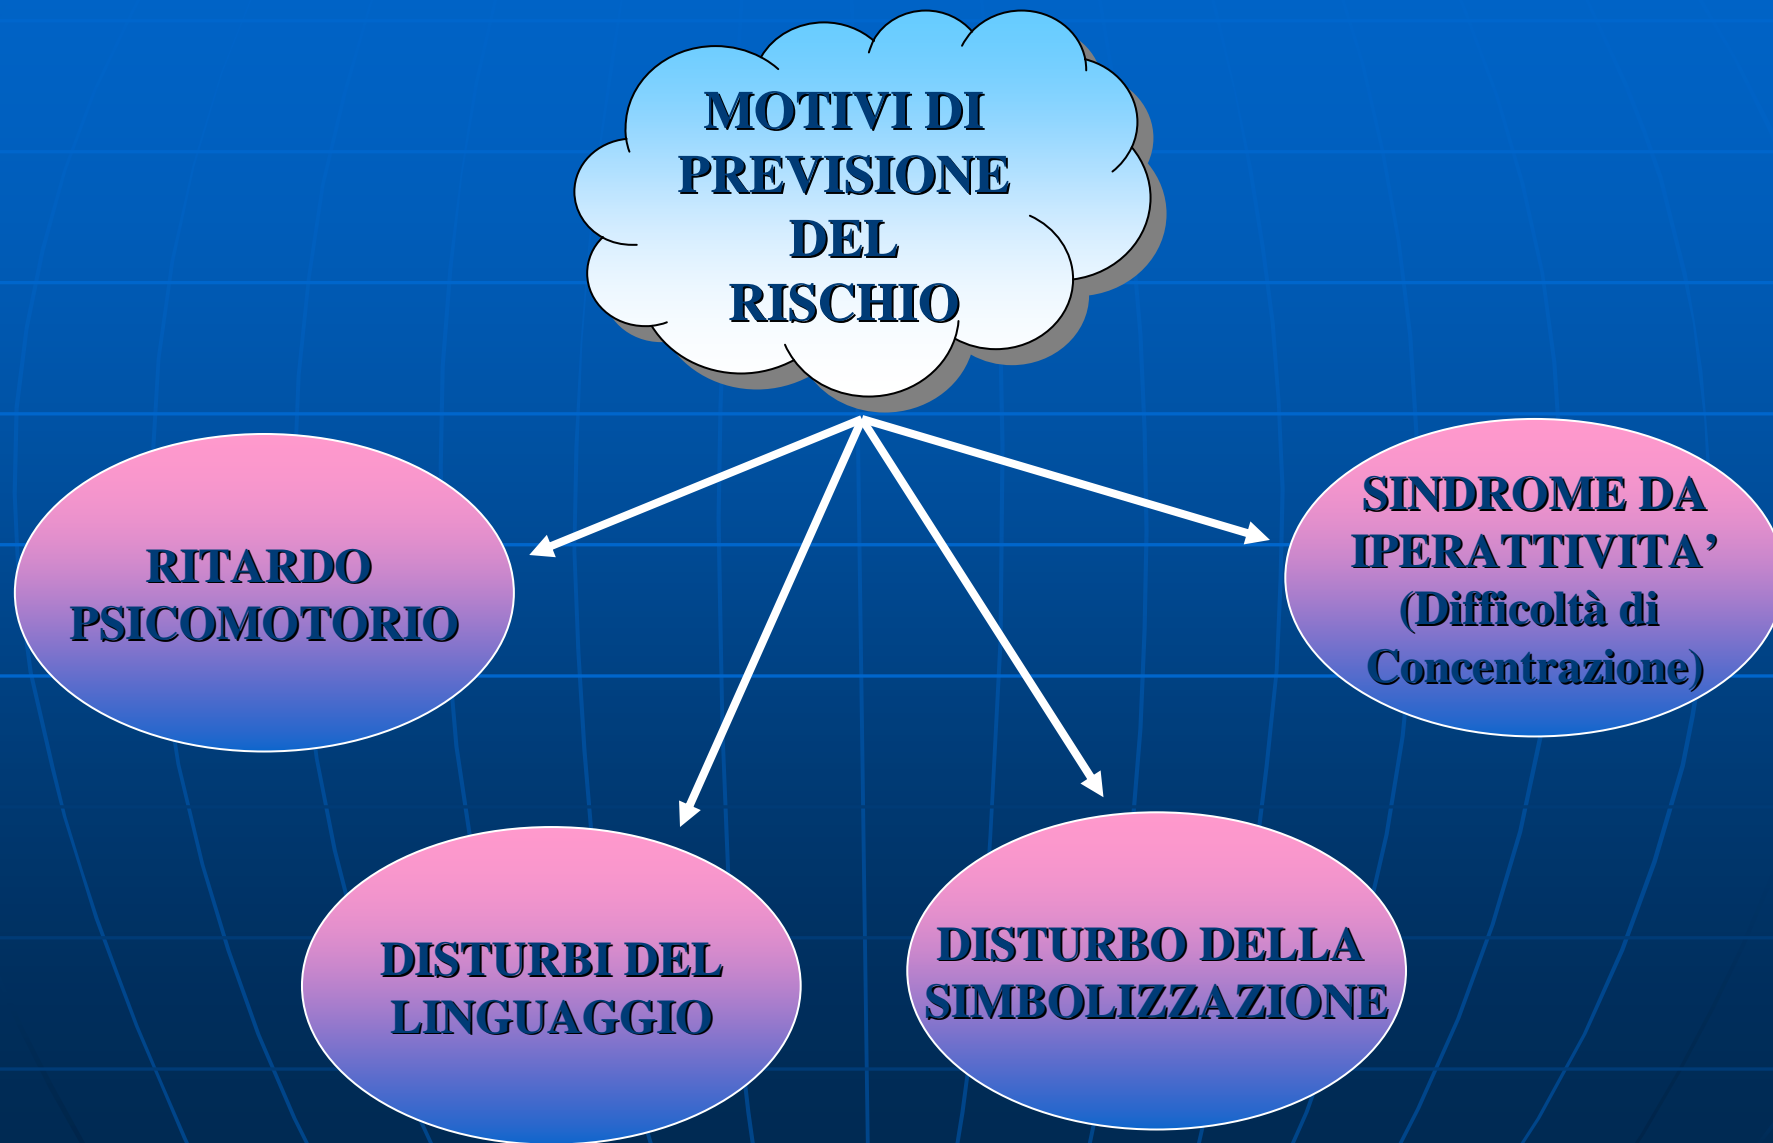 MOTIVI DI
PREVISIONE
DEL
RISCHIO
RITARDO
PSICOMOTORIO
SINDROME DA
IPERATTIVITA’
(Difficoltà di
Concentrazione)
DISTURBI DEL
LINGUAGGIO
DISTURBO DELLA
SIMBOLIZZAZIONE